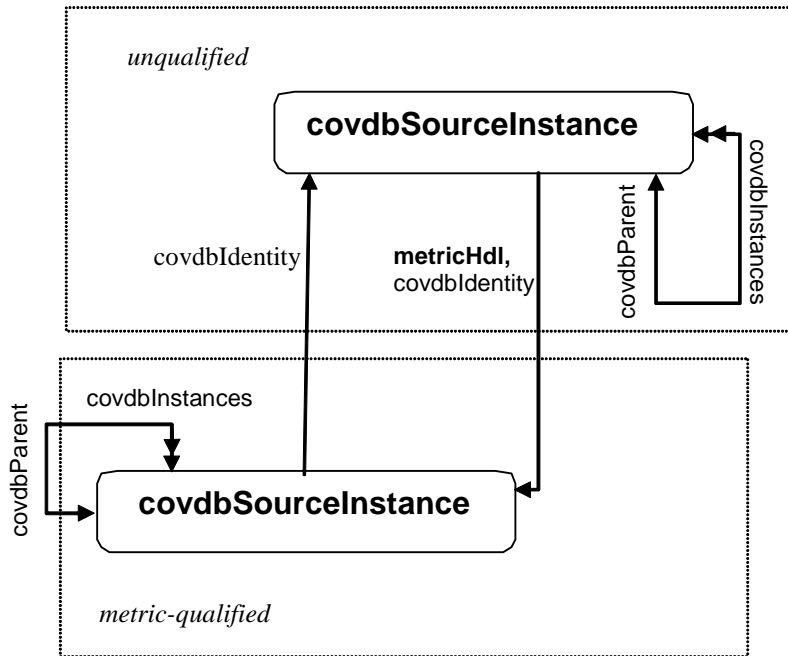 unqualified
covdbSourceInstance
covdbInstances
covdbParent
covdbIdentity
metricHdl,
covdbIdentity
covdbInstances
covdbParent
covdbSourceInstance
metric-qualified